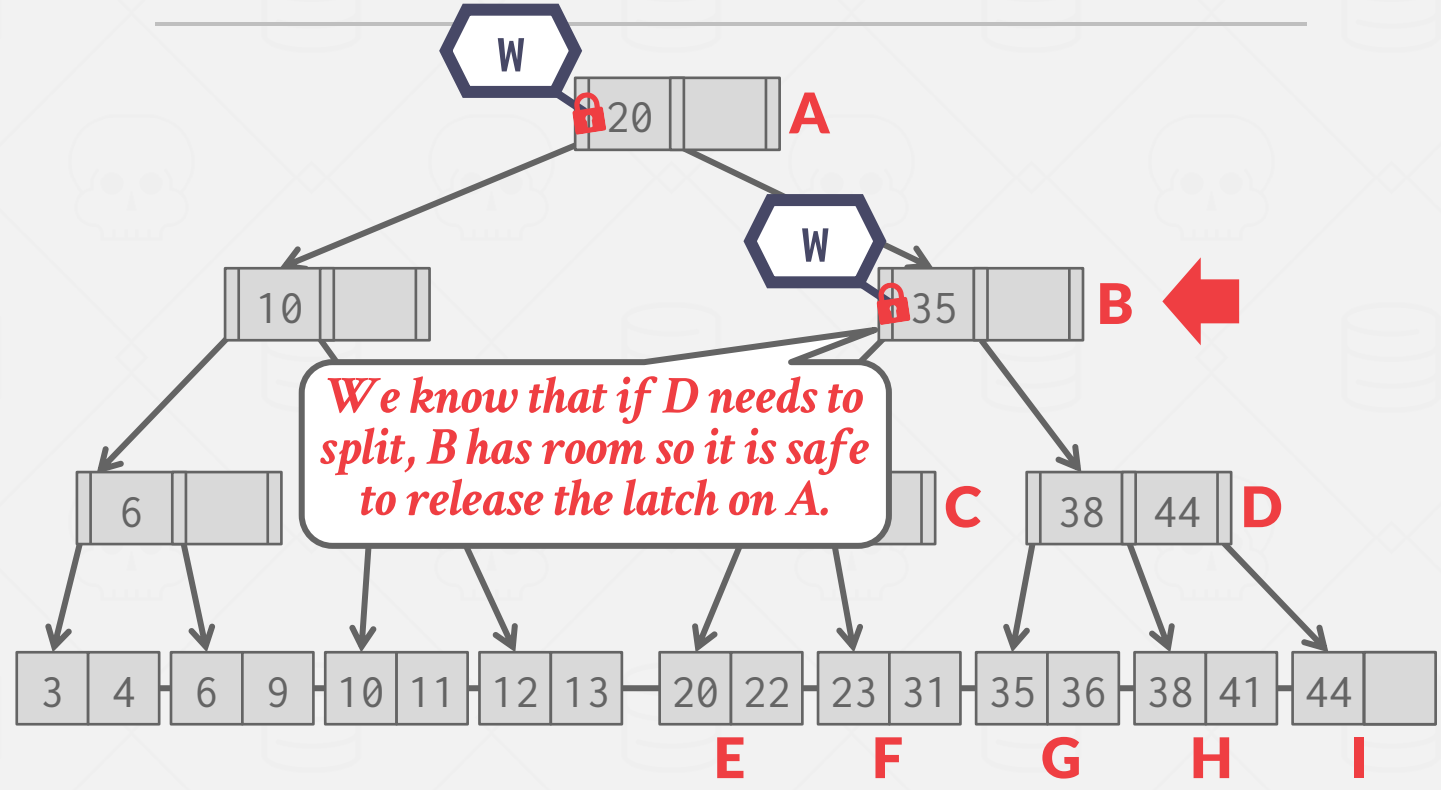 W
20 A
W
10
35 B
We know that if D needs to
split, B has room so it is safe
to release the latch on A.
6
C
38 44 D
3 4 6 9 10 11 12 13 20 22 23 31 35 36 38 41 44
E F G H I